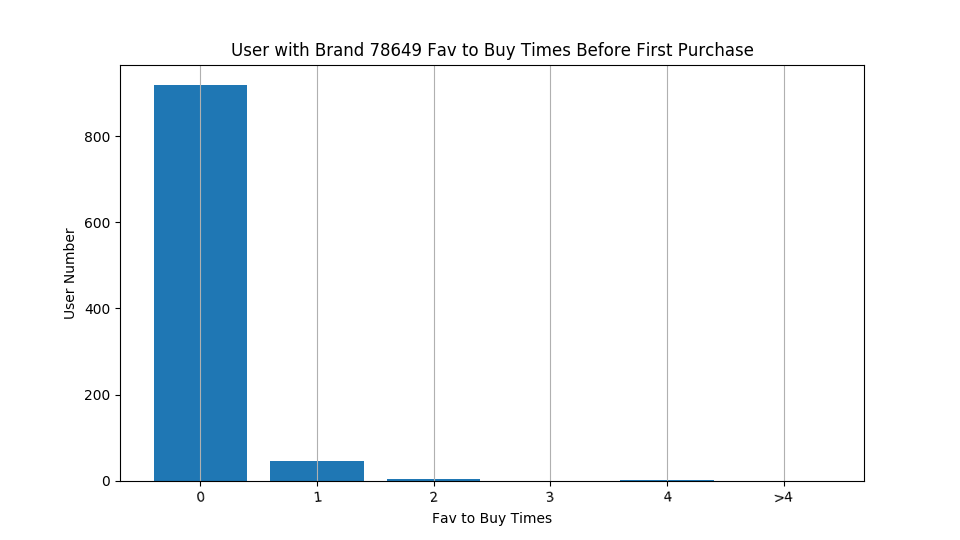 User with Brand 78649 Fav to Buy Times Before First Purchase
User Number
800
600
400
200
0
0 1 2 3 4 >4
Fav to Buy Times